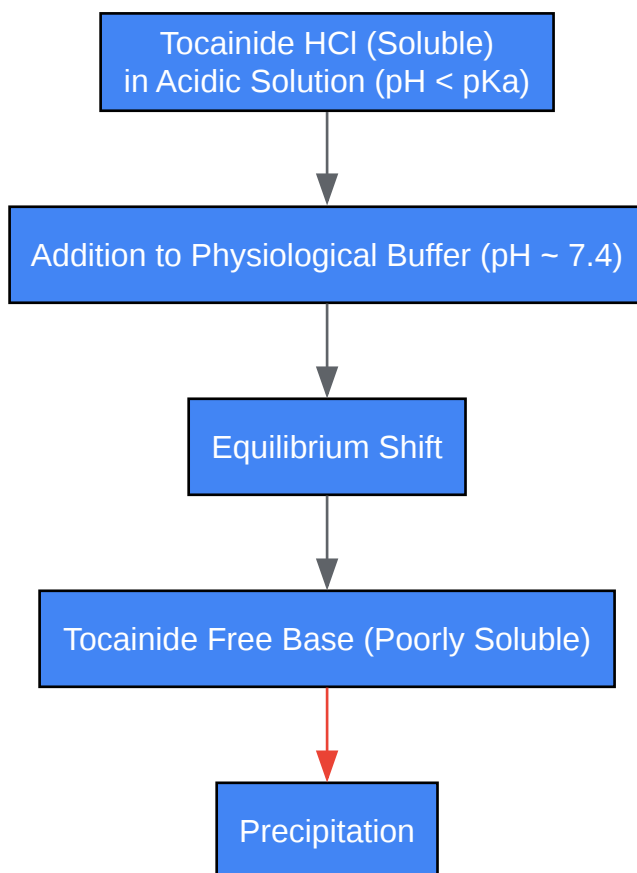 Tocainide HCl (Soluble)
in Acidic Solution (pH < pKa)
Addition to Physiological Buffer (pH ~ 7.4)
Equilibrium Shift
Tocainide Free Base (Poorly Soluble)
Precipitation